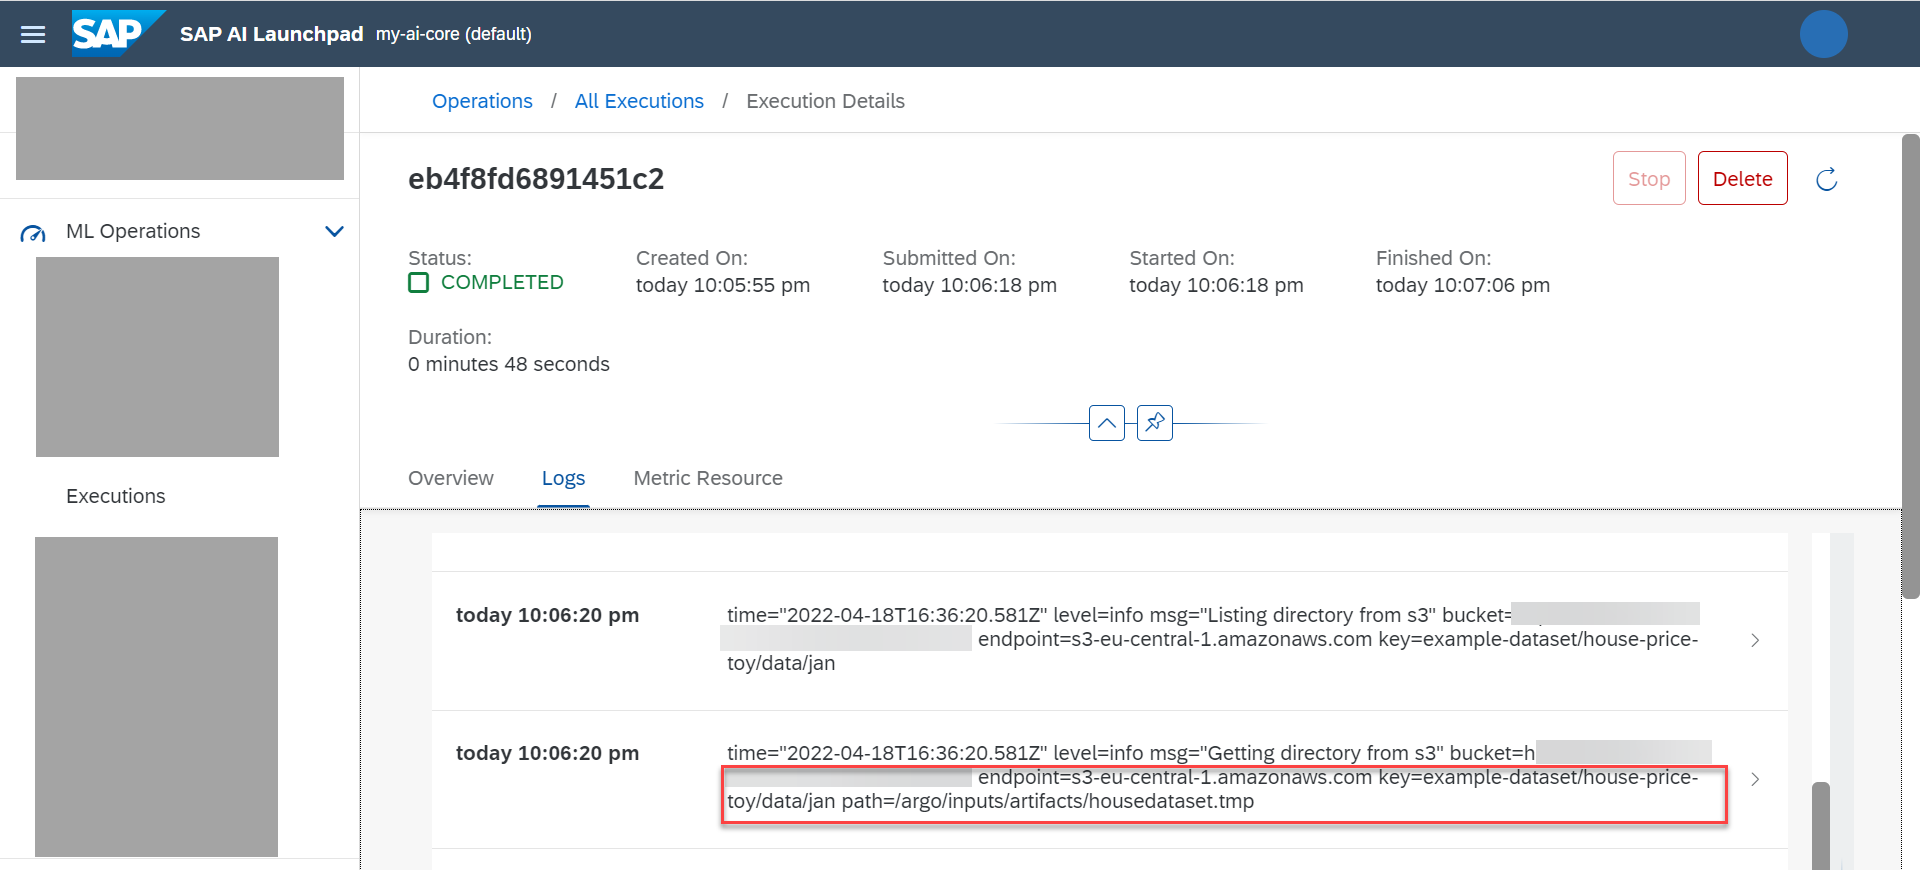 SAP SAP AI Launchpad my-ai-core (default)
Operations / All Executions / Execution Details
eb4f8fd6891451c2
Stop Delete
ML Operations
Executions
Status: Created On: Submitted On: Started On: Finished On:
COMPLETED today 10:05:55 pm today 10:06:18 pm today 10:06:18 pm today 10:07:06 pm
Duration:
0 minutes 48 seconds
Overview Logs Metric Resource
today 10:06:20 pm time="2022-04-18T16:36:20.581Z" level=info msg="Listing directory from s3" bucket=
endpoint=s3-eu-central-1.amazonaws.com key=example-dataset/house-price-
toy/data/jan
today 10:06:20 pm time="2022-04-18T16:36:20.581Z" level=info msg="Getting directory from s3" bucket=h
endpoint=s3-eu-central-1.amazonaws.com key=example-dataset/house-price-
toy/data/jan path=/argo/inputs/artifacts/housedataset.tmp